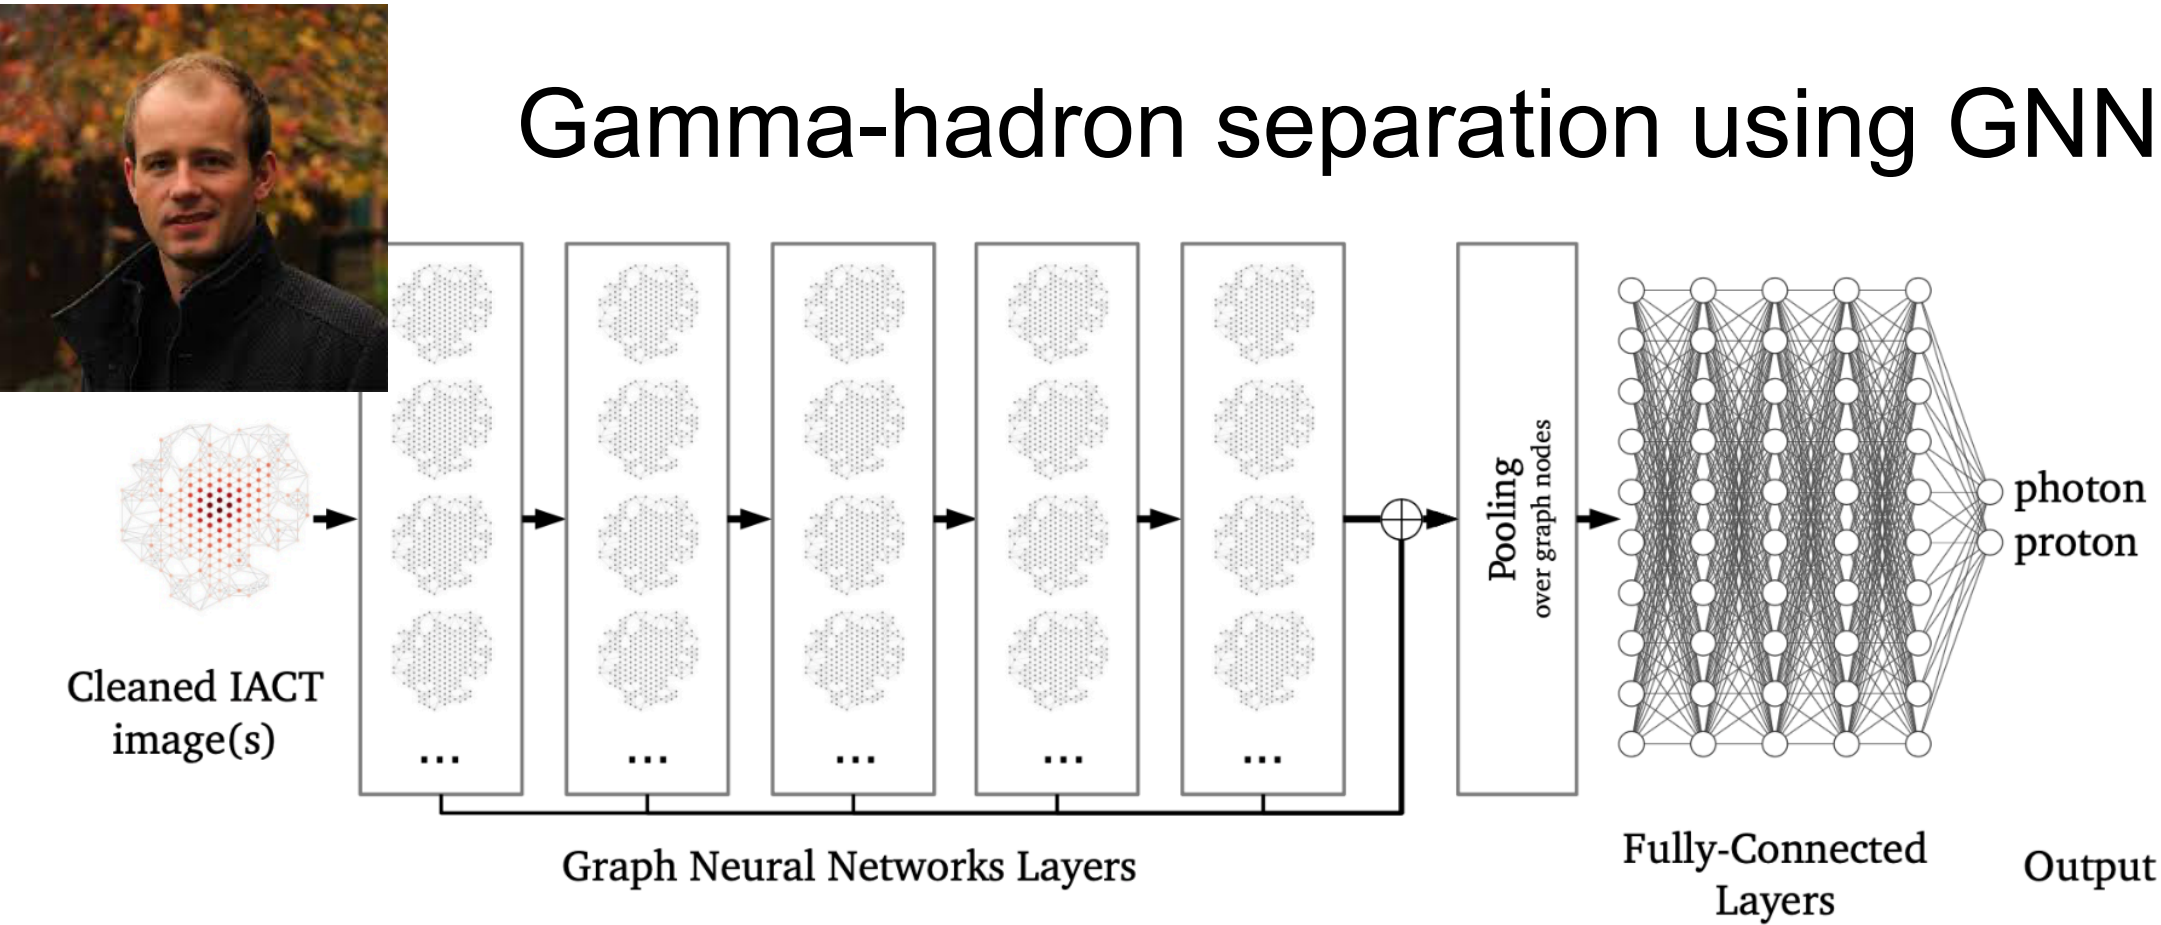 Gamma-hadron separation using GNN
Cleaned IACT
image(s)
...
...
...
...
...
Graph Neural Networks Layers
Pooling
over graph nodes
Fully-Connected
Layers
photon
proton
Output